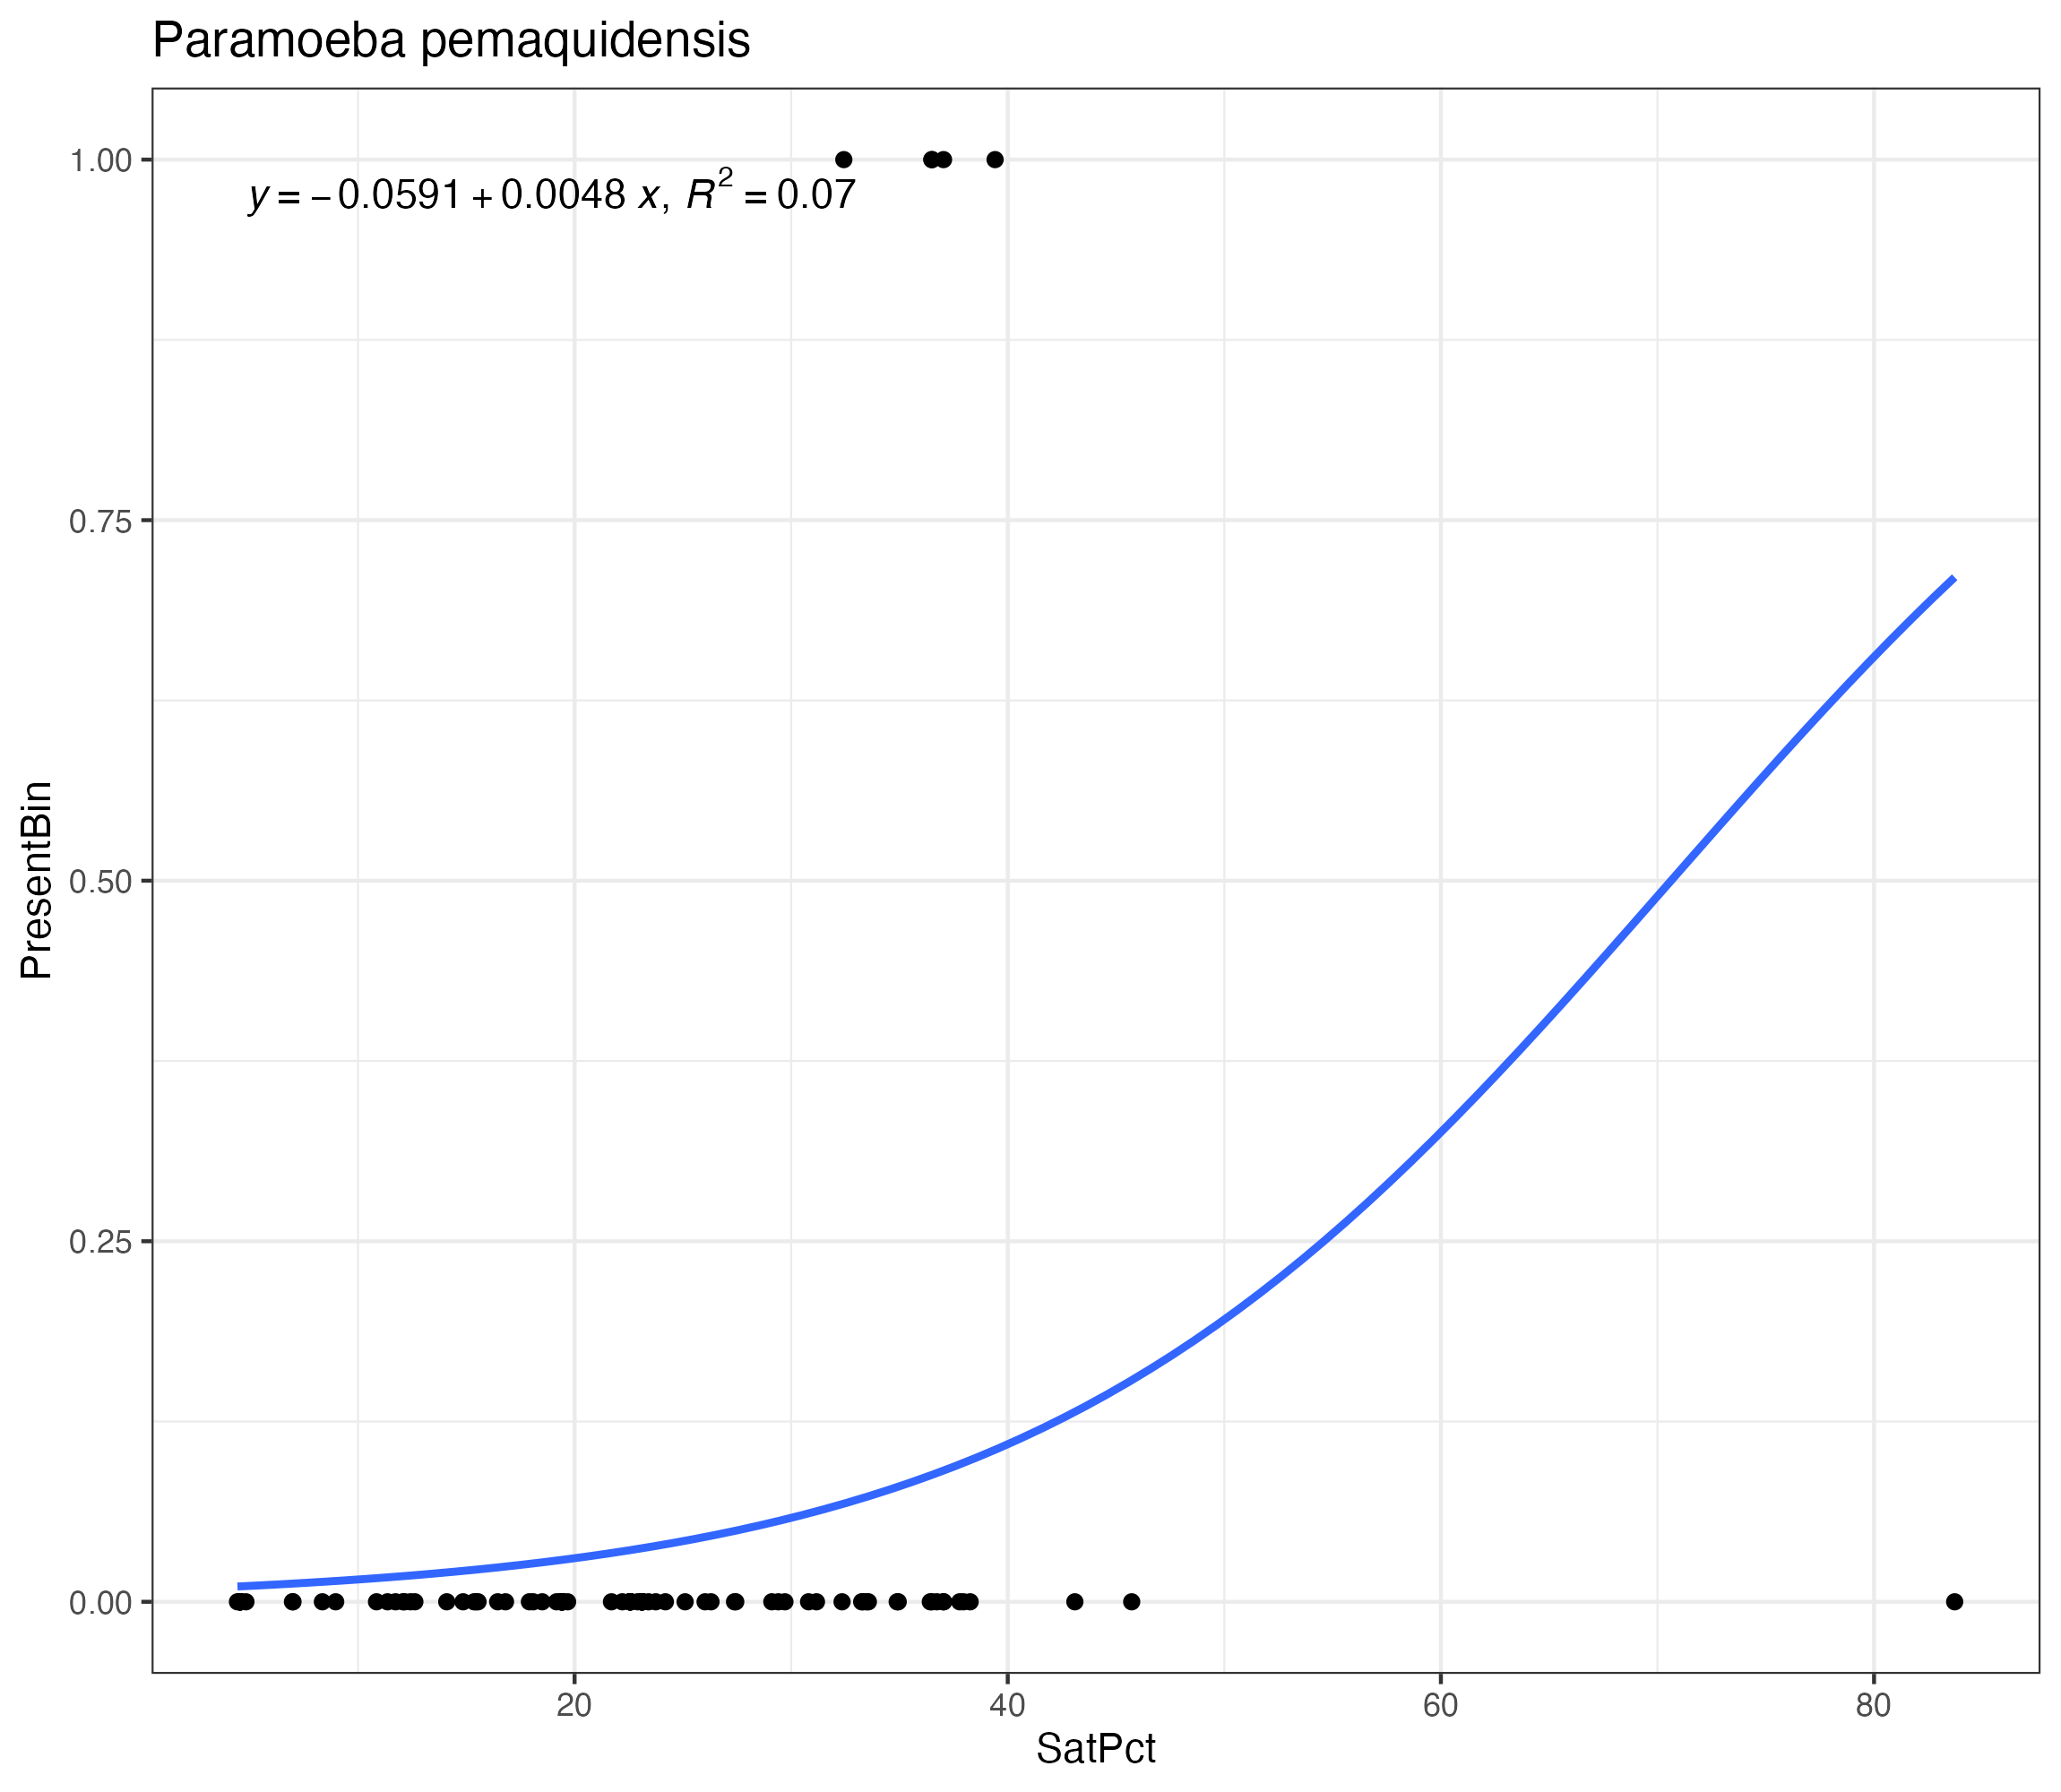 Paramoeba pemaquidensis
1.00
y = −0.0591 + 0.0048 x, R² = 0.07
0.75
0.50
0.25
0.00
PresentBin
20 40 60 80
SatPct